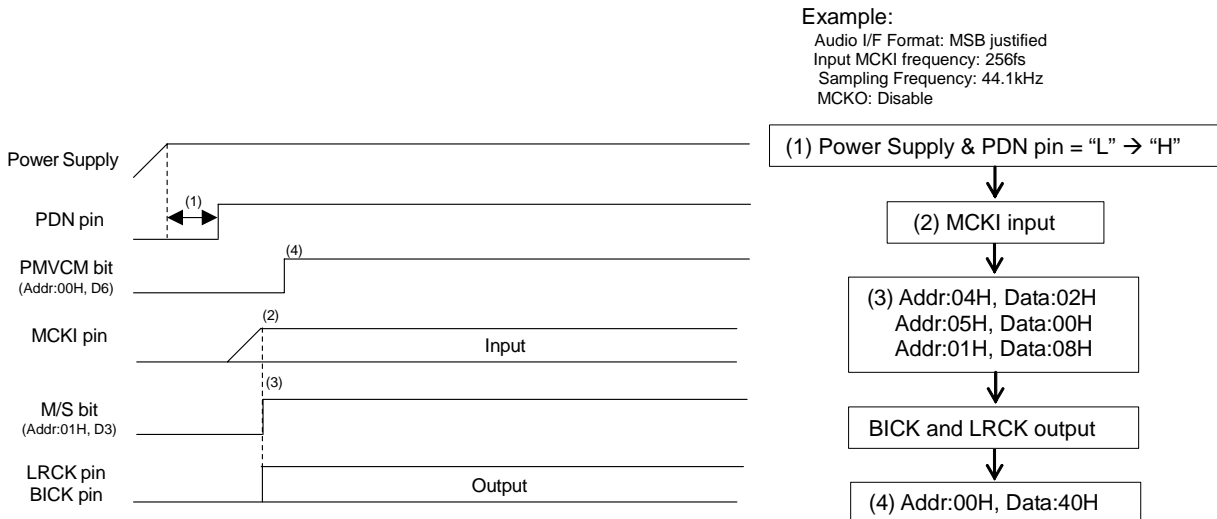 Example:
Audio I/F Format: MSB justified
Input MCKI frequency: 256fs
Sampling Frequency: 44.1kHz
MCKO: Disable
Power Supply
PDN pin
(1)
PMVCM bit
(Addr:00H, D6)
(4)
MCKI pin
(2)
Input
M/S bit
(Addr:01H, D3)
(3)
LRCK pin
BICK pin
Output
(1) Power Supply & PDN pin = “L” → “H”
(2) MCKI input
(3) Addr:04H, Data:02H
Addr:05H, Data:00H
Addr:01H, Data:08H
BICK and LRCK output
(4) Addr:00H, Data:40H